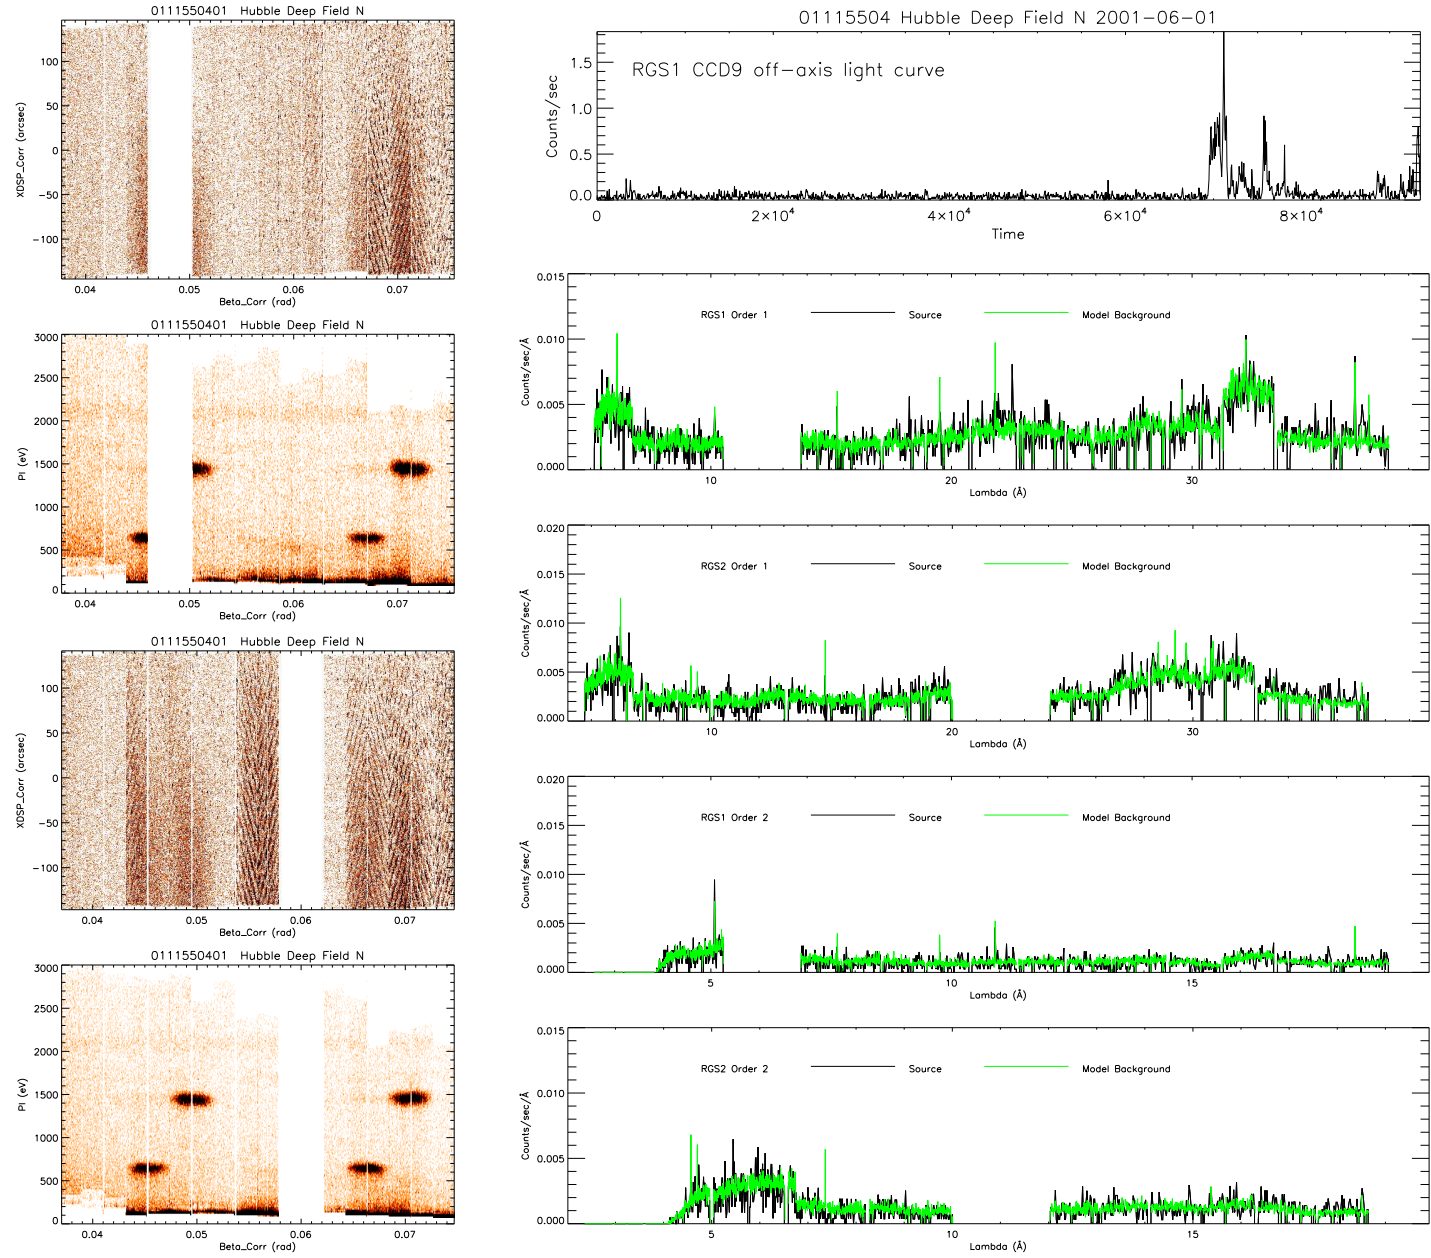 0111550401 Hubble Deep Field N
XDSP_Corr (arcsec)
100
50
0
−50
−100
0.04 0.05 0.06 0.07
Beta_Corr (rad)
0111550401 Hubble Deep Field N
PI (eV)
3000
2500
2000
1500
1000
500
0
0.04 0.05 0.06 0.07
Beta_Corr (rad)
0111550401 Hubble Deep Field N
XDSP_Corr (arcsec)
100
50
0
−50
−100
0.04 0.05 0.06 0.07
Beta_Corr (rad)
0111550401 Hubble Deep Field N
PI (eV)
3000
2500
2000
1500
1000
500
0
0.04 0.05 0.06 0.07
Beta_Corr (rad)
01115504 Hubble Deep Field N 2001−06−01
RGS1 CCD9 off−axis light curve
Counts/sec
1.5
1.0
0.5
0.0
0 2×10⁴ 4×10⁴ 6×10⁴ 8×10⁴
Time
RGS1 Order 1 Source Model Background
Counts/sec/Å
0.015
0.010
0.005
0.000
10 20 30
Lambda (Å)
RGS2 Order 1 Source Model Background
Counts/sec/Å
0.020
0.015
0.010
0.005
0.000
10 20 30
Lambda (Å)
RGS1 Order 2 Source Model Background
Counts/sec/Å
0.020
0.015
0.010
0.005
0.000
5 10 15
Lambda (Å)
RGS2 Order 2 Source Model Background
Counts/sec/Å
0.015
0.010
0.005
0.000
5 10 15
Lambda (Å)